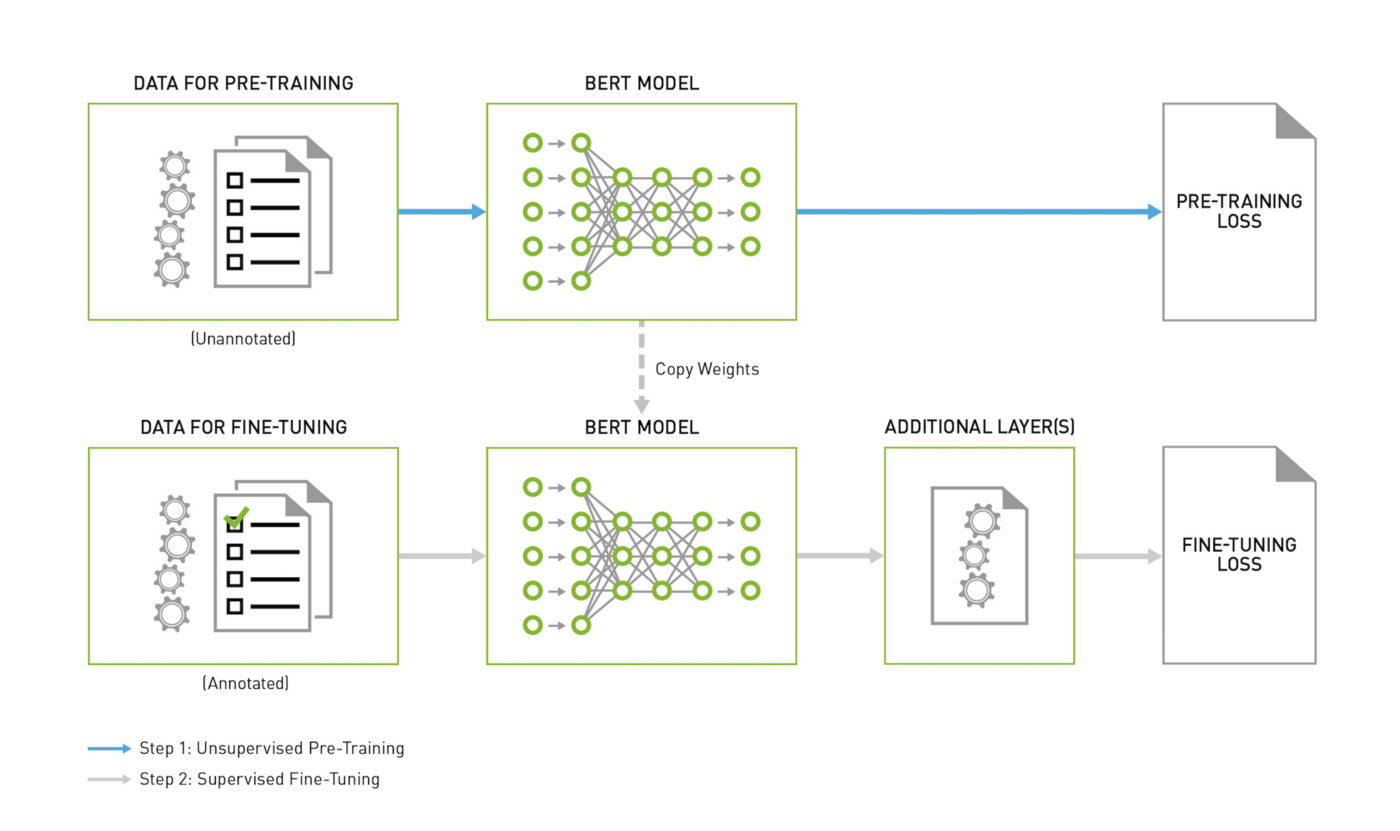 DATA FOR PRE-TRAINING
BERT MODEL
PRE-TRAINING
LOSS
(Unannotated)
Copy Weights
DATA FOR FINE-TUNING
BERT MODEL
ADDITIONAL LAYER(S)
FINE-TUNING
LOSS
(Annotated)
Step 1: Unsupervised Pre-Training
Step 2: Supervised Fine-Tuning